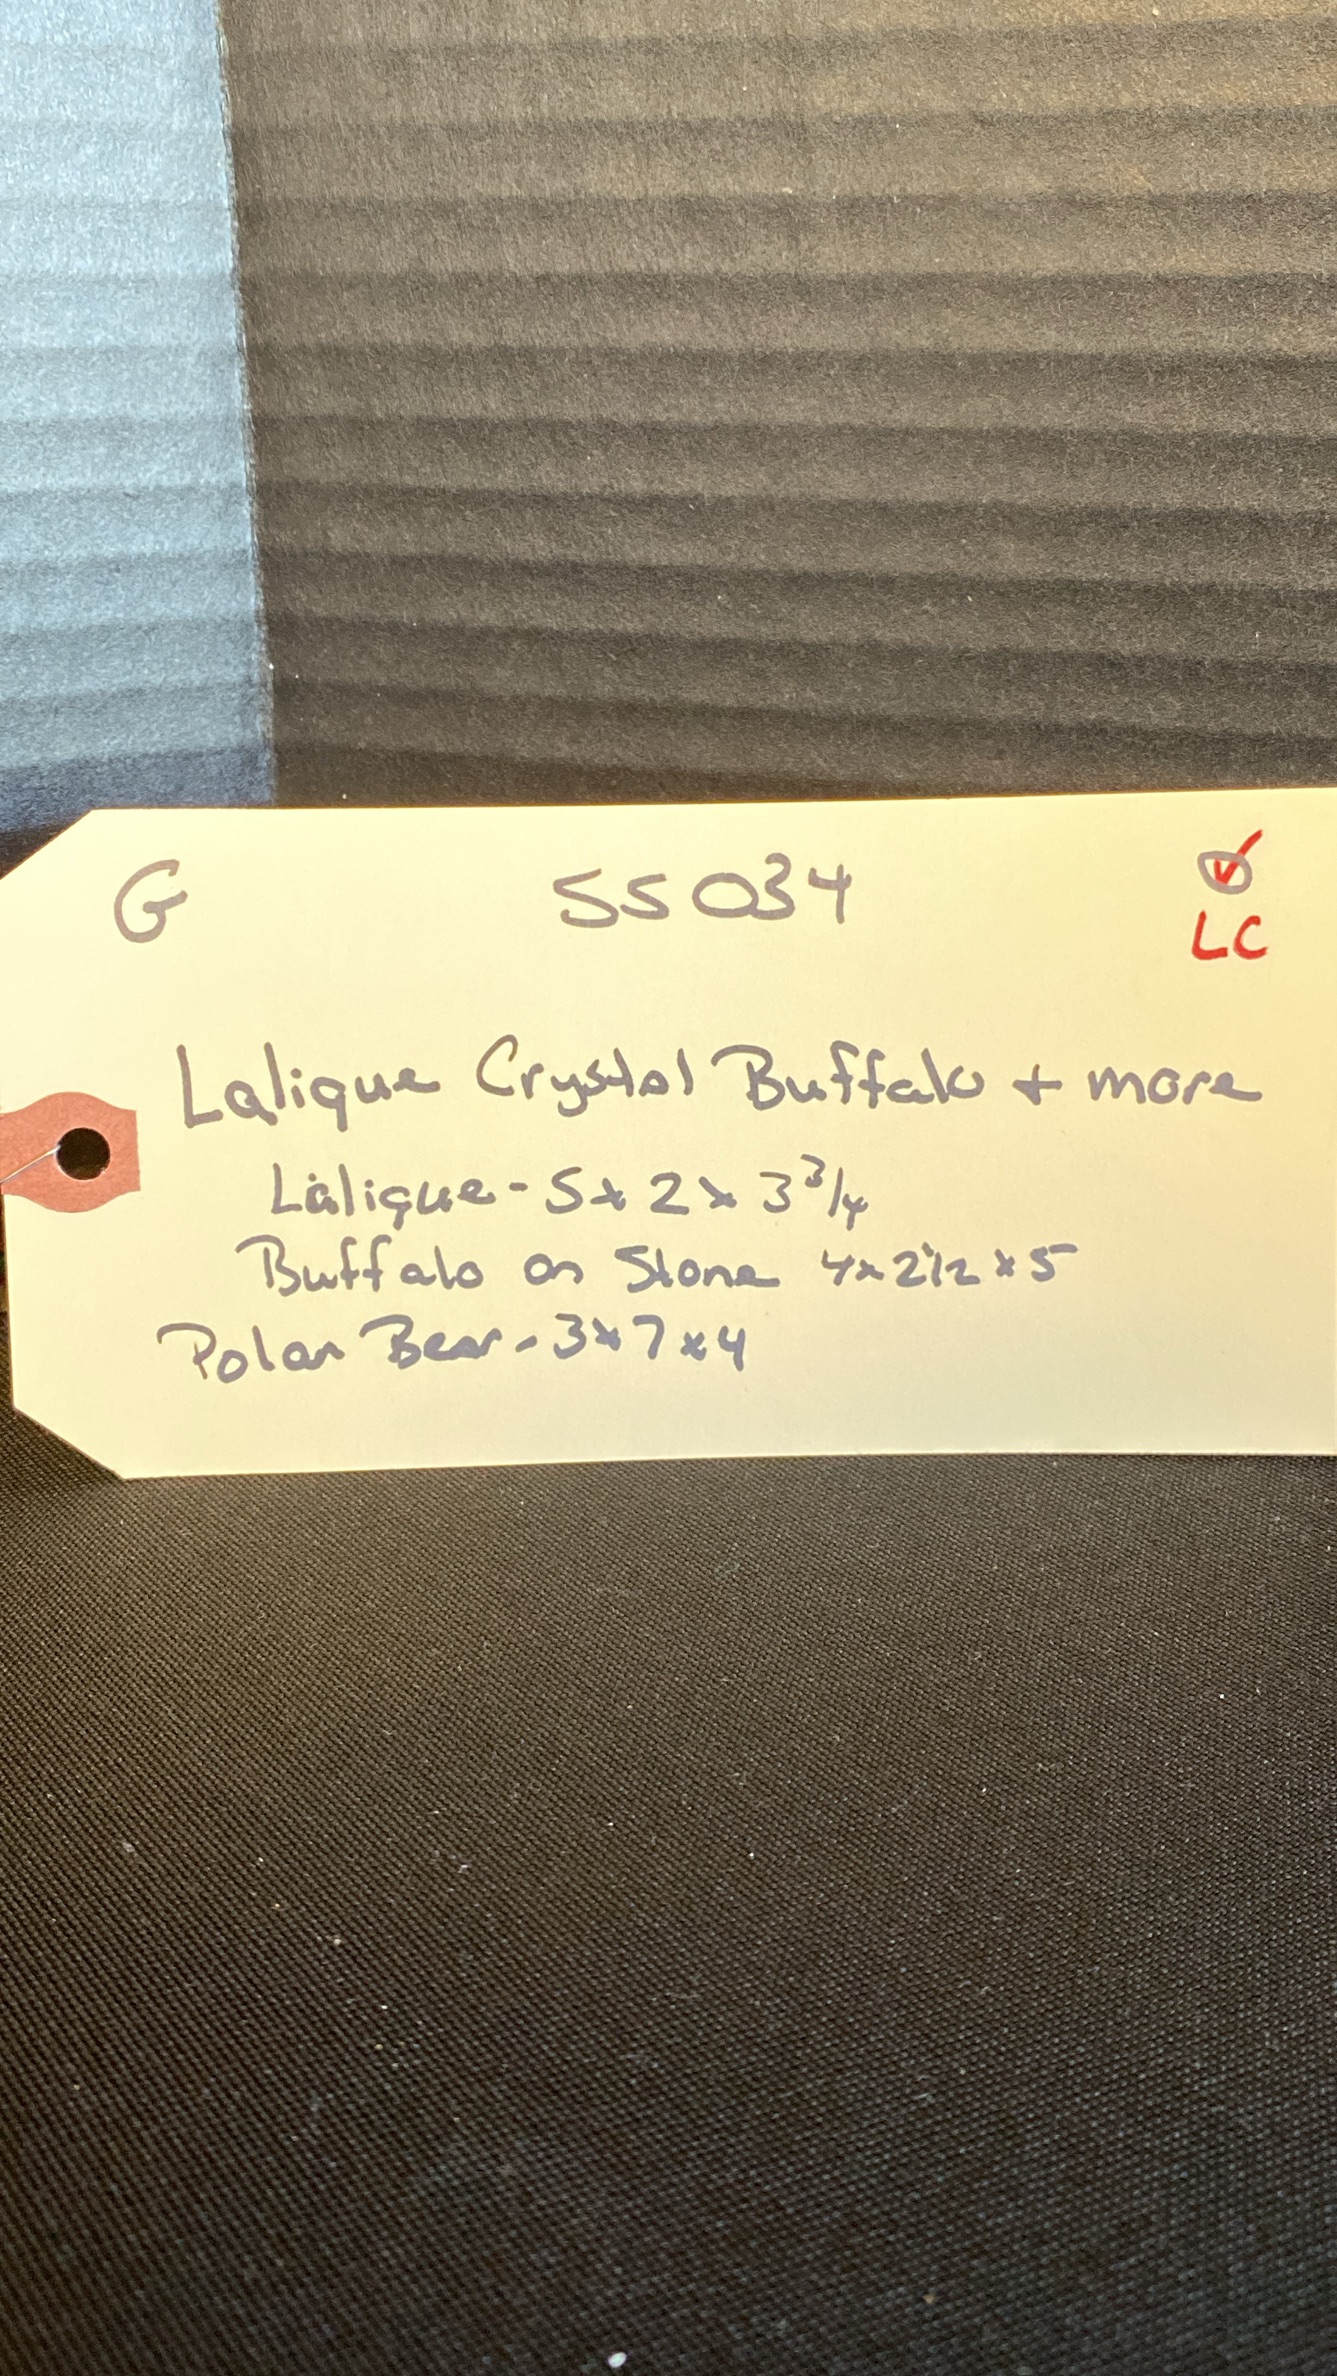 G 55034
LC
Lalique Crystal Buffalo + more
Lalique - 5 x 2 x 3 3/4
Buffalo on Stone 4 x 2 1/2 x 5
Polar Bear - 3 x 7 x 4